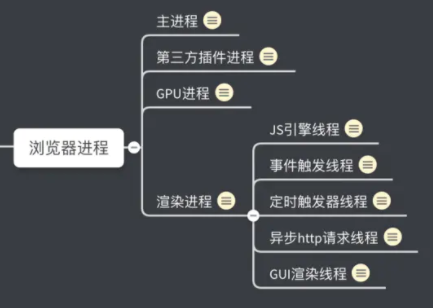 主进程
第三方插件进程
GPU进程
浏览器进程
渲染进程
JS引擎线程
事件触发线程
定时触发器线程
异步http请求线程
GUI渲染线程